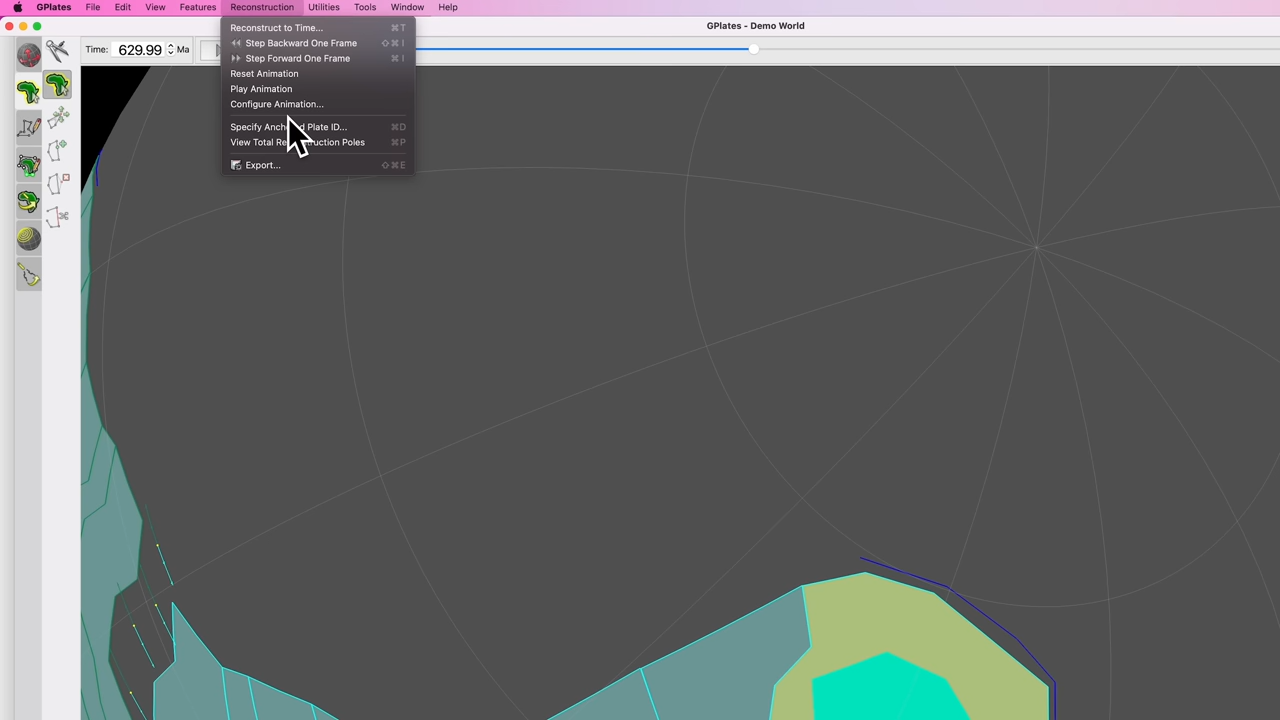 GPlates File Edit View Features Reconstruction Utilities Tools Window Help
GPlates - Demo World
Time: 629.99 Ma
Reconstruct to Time... ⌘T
Step Backward One Frame ⇧⌘I
Step Forward One Frame ⌘I
Reset Animation
Play Animation
Configure Animation...
Specify Anch d Plate ID... ⌘D
View Total Re truction Poles ⌘P
Export... ⇧⌘E